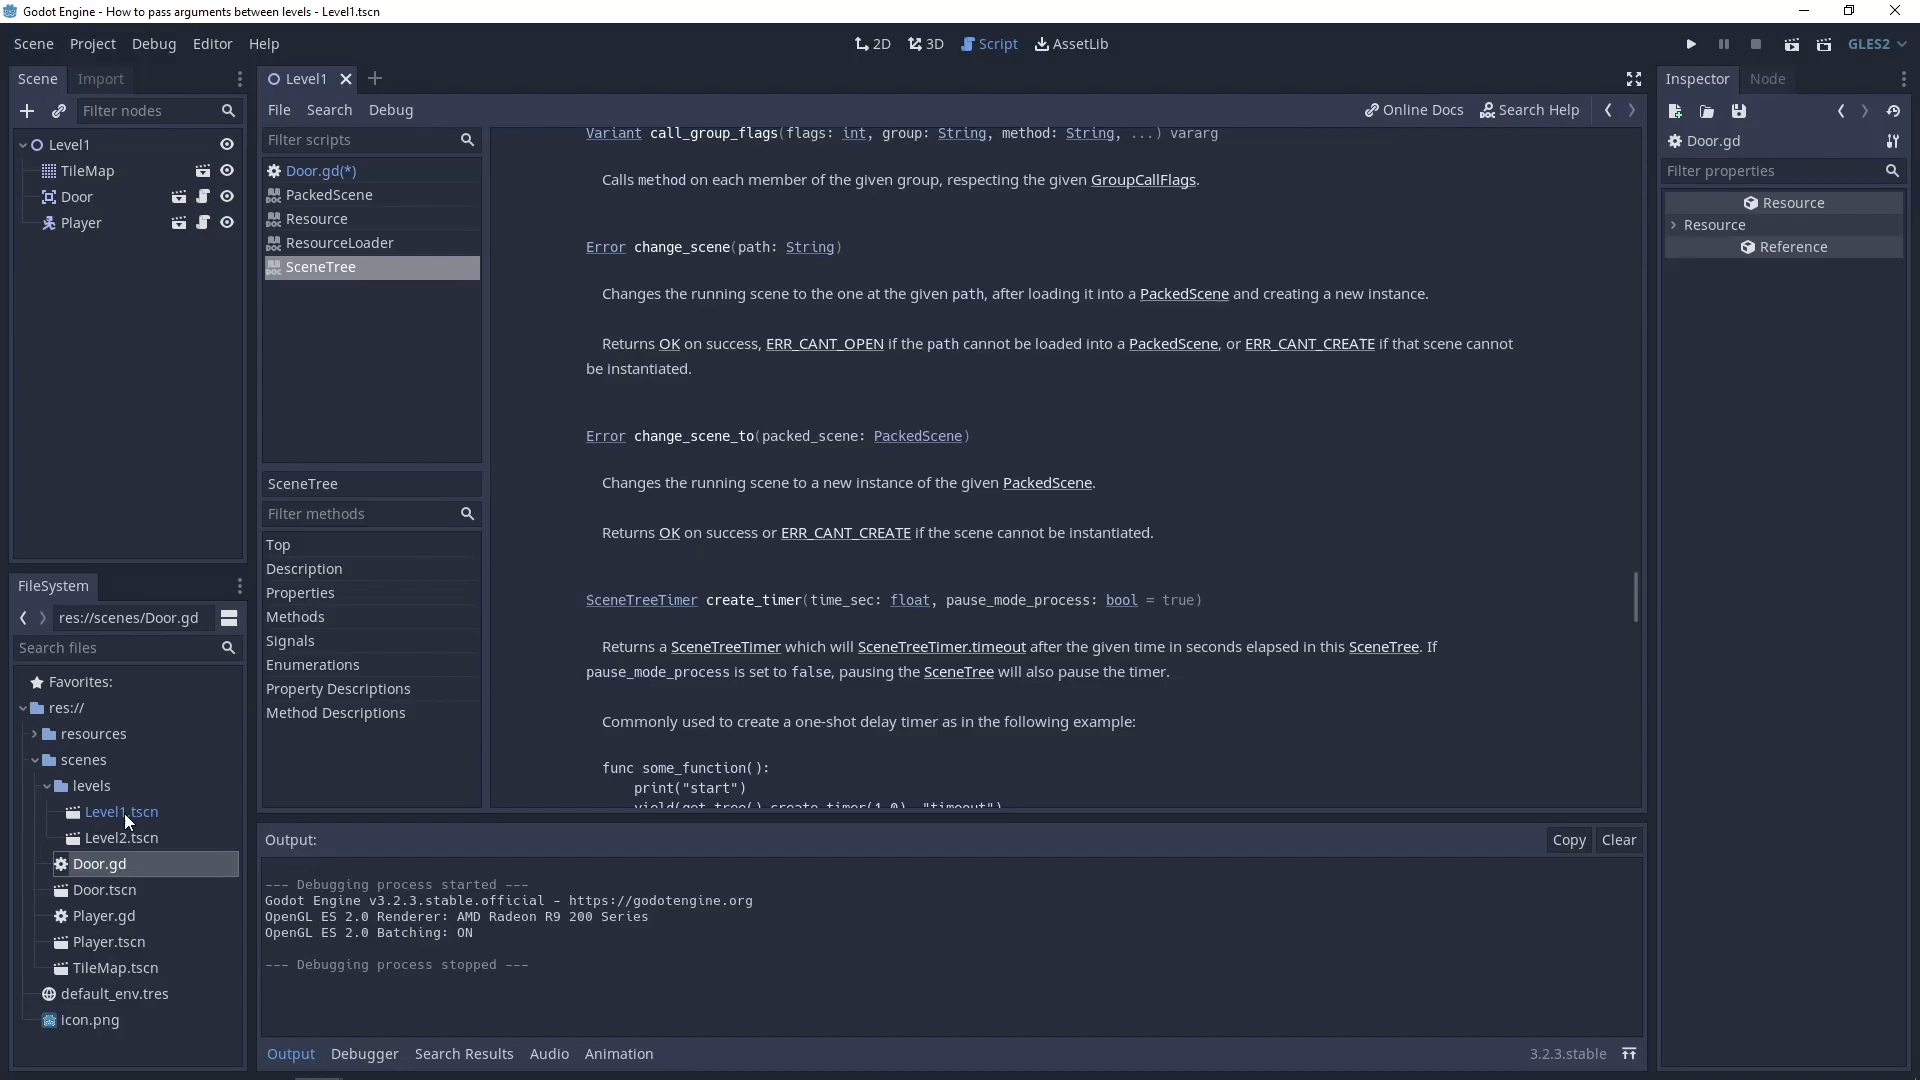 Godot Engine - How to pass arguments between levels - Level1.tscn
Scene Project Debug Editor Help
2D 3D Script AssetLib
GLES2
Scene Import
Filter nodes
Level1
TileMap
Door
Player
FileSystem
res://scenes/Door.gd
Search files
Favorites:
res://
resources
scenes
levels
Level1.tscn
Level2.tscn
Door.gd
Door.tscn
Player.gd
Player.tscn
TileMap.tscn
default_env.tres
icon.png
Level1
File Search Debug
Online Docs Search Help
Filter scripts
Door.gd(*)
PackedScene
Resource
ResourceLoader
SceneTree
SceneTree
Filter methods
Top
Description
Properties
Methods
Signals
Enumerations
Property Descriptions
Method Descriptions
Variant call_group_flags(flags: int, group: String, method: String, ...) vararg
Calls method on each member of the given group, respecting the given GroupCallFlags.
Error change_scene(path: String)
Changes the running scene to the one at the given path, after loading it into a PackedScene and creating a new instance.
Returns OK on success, ERR_CANT_OPEN if the path cannot be loaded into a PackedScene, or ERR_CANT_CREATE if that scene cannot
be instantiated.
Error change_scene_to(packed_scene: PackedScene)
Changes the running scene to a new instance of the given PackedScene.
Returns OK on success or ERR_CANT_CREATE if the scene cannot be instantiated.
SceneTreeTimer create_timer(time_sec: float, pause_mode_process: bool = true)
Returns a SceneTreeTimer which will SceneTreeTimer.timeout after the given time in seconds elapsed in this SceneTree. If
pause_mode_process is set to false, pausing the SceneTree will also pause the timer.
Commonly used to create a one-shot delay timer as in the following example:
func some_function():
print("start")
yield(get_tree().create_timer(1.0), "timeout")
Output:
Copy Clear
--- Debugging process started ---
Godot Engine v3.2.3.stable.official - https://godotengine.org
OpenGL ES 2.0 Renderer: AMD Radeon R9 200 Series
OpenGL ES 2.0 Batching: ON
--- Debugging process stopped ---
Output Debugger Search Results Audio Animation
3.2.3.stable
Inspector Node
Door.gd
Filter properties
Resource
Resource
Reference